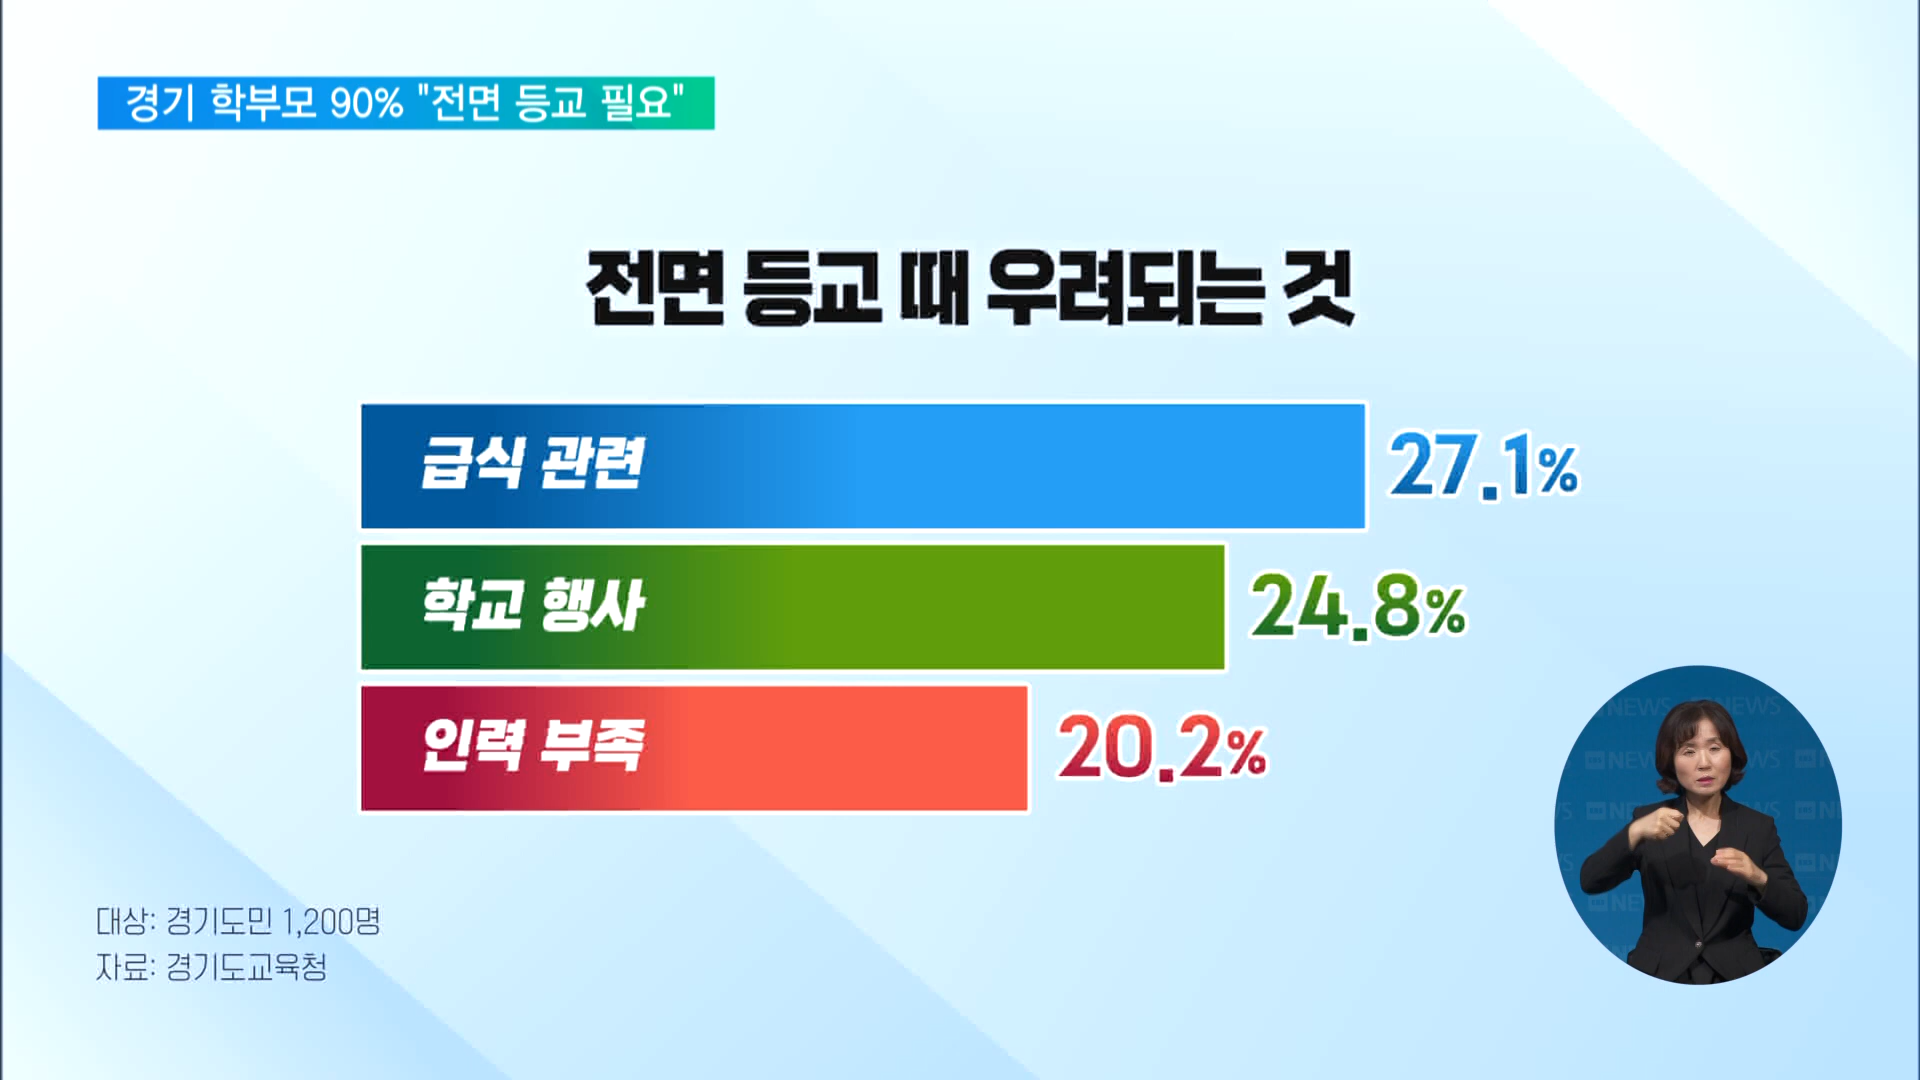 경기 학부모 90% "전면 등교 필요"
전면 등교 때 우려되는 것
급식 관련 27.1%
학교 행사 24.8%
인력 부족 20.2%
대상: 경기도민 1,200명
자료: 경기도교육청
NEWS NEWS